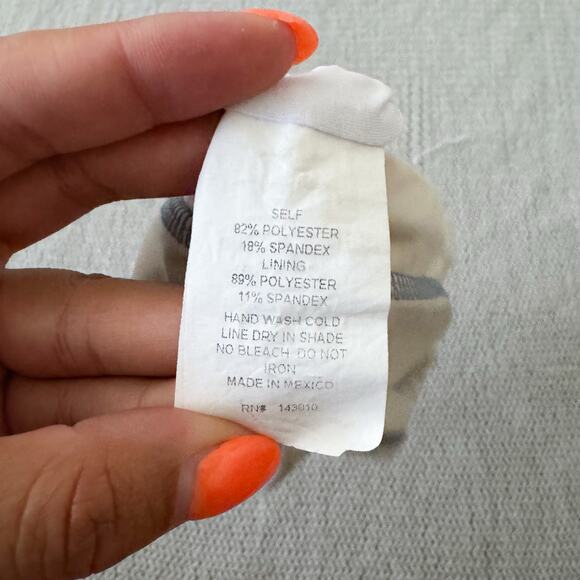 SELF
82% POLYESTER
18% SPANDEX
LINING
89% POLYESTER
11% SPANDEX
HAND WASH COLD
LINE DRY IN SHADE
NO BLEACH DO NOT
IRON
MADE IN MEXICO
RN# 143010